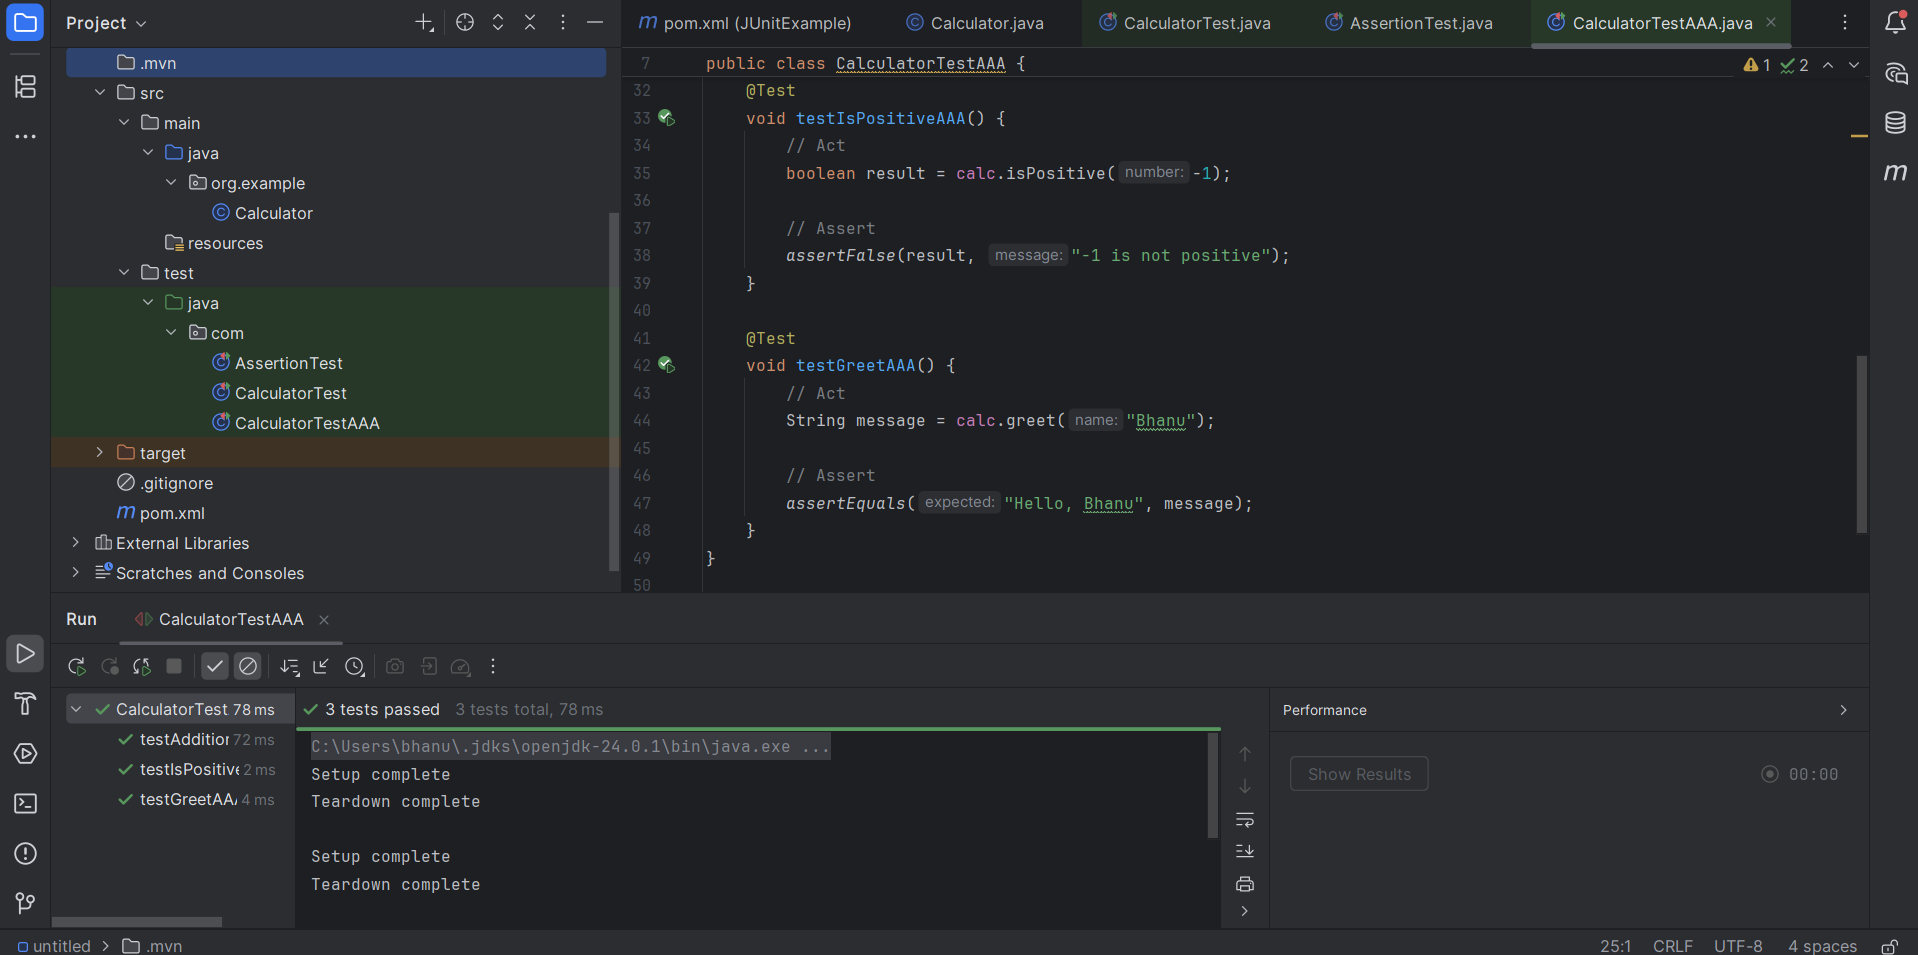 Project
pom.xml (JUnitExample)
Calculator.java
CalculatorTest.java
AssertionTest.java
CalculatorTestAAA.java
.mvn
src
main
java
org.example
Calculator
resources
test
java
com
AssertionTest
CalculatorTest
CalculatorTestAAA
target
.gitignore
pom.xml
External Libraries
Scratches and Consoles
7 public class CalculatorTestAAA {
1 2
32 @Test
33 void testIsPositiveAAA() {
34 // Act
35 boolean result = calc.isPositive( number: -1);
36
37 // Assert
38 assertFalse(result, message: "-1 is not positive");
39 }
40
41 @Test
42 void testGreetAAA() {
43 // Act
44 String message = calc.greet( name: "Bhanu");
45
46 // Assert
47 assertEquals( expected: "Hello, Bhanu", message);
48 }
49 }
50
Run
CalculatorTestAAA
CalculatorTest 78 ms
testAddition 72 ms
testIsPositive 2 ms
testGreetAAA 4 ms
3 tests passed 3 tests total, 78 ms
C:\Users\bhanu\.jdks\openjdk-24.0.1\bin\java.exe ...
Setup complete
Teardown complete
Setup complete
Teardown complete
Performance
Show Results
00:00
untitled
.mvn
25:1 CRLF UTF-8 4 spaces